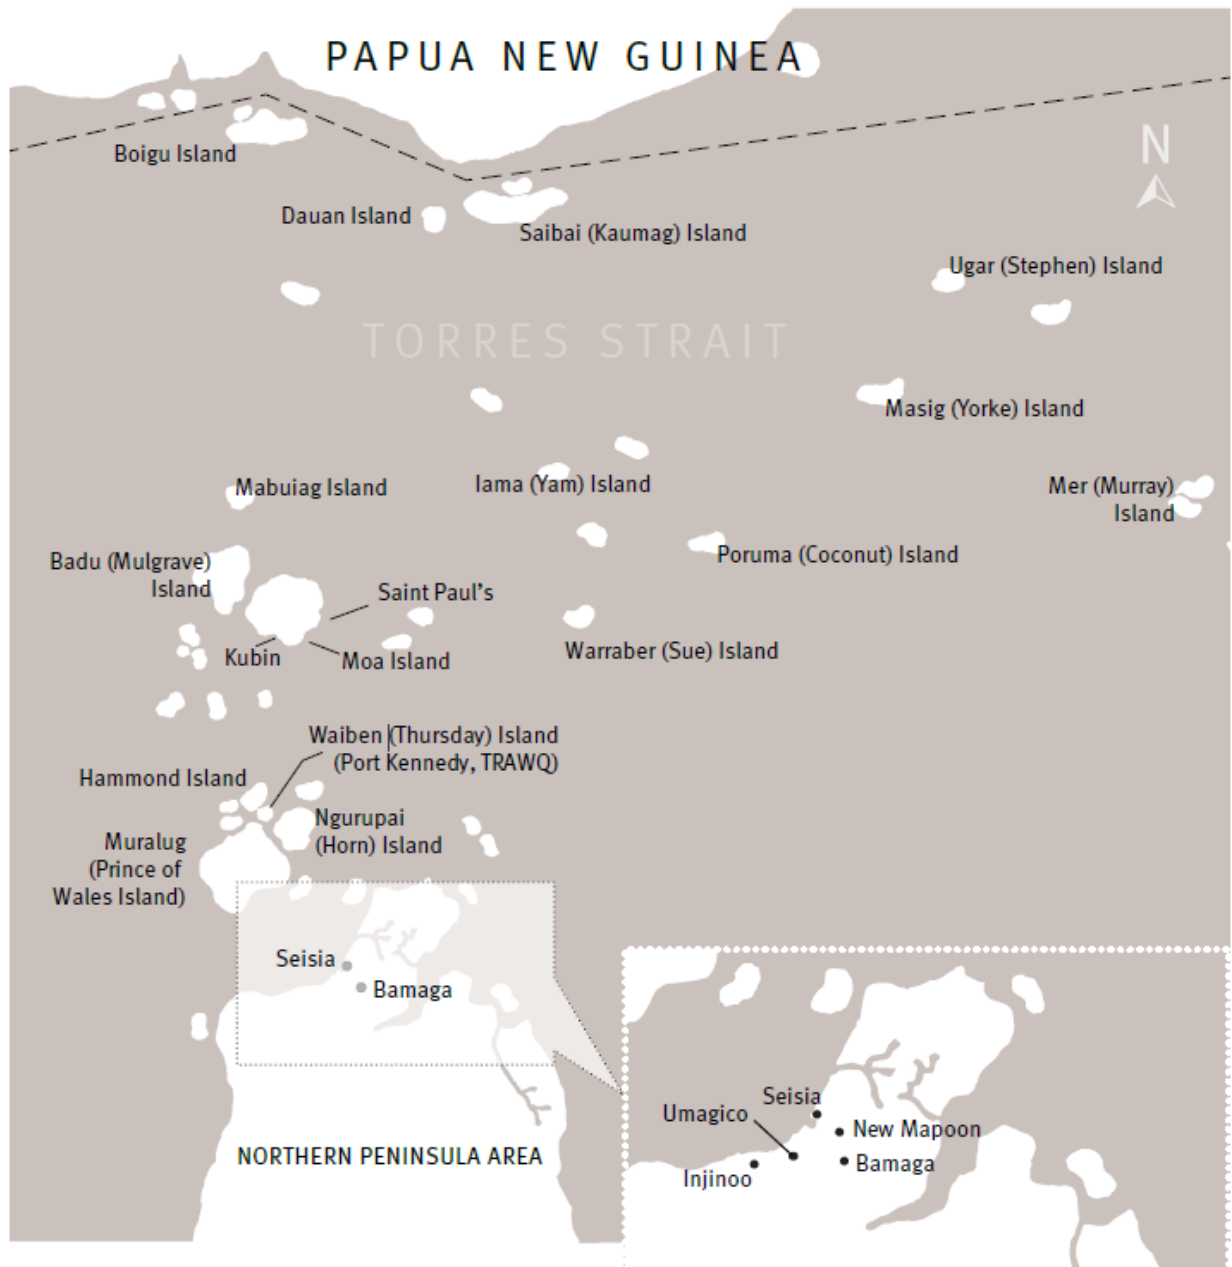 PAPUA NEW GUINEA
N
Boigu Island
Dauan Island
Saibai (Kaumag) Island
Ugar (Stephen) Island
TORRES STRAIT
Masig (Yorke) Island
Mabuiag Island
Iama (Yam) Island
Mer (Murray)
Island
Poruma (Coconut) Island
Badu (Mulgrave)
Island
Saint Paul's
Kubin
Moa Island
Warraber (Sue) Island
Waiben (Thursday) Island
(Port Kennedy, TRAWQ)
Hammond Island
Ngurupai
(Horn) Island
Muralug
(Prince of
Wales Island)
Seisia
Bamaga
NORTHERN PENINSULA AREA
Seisia
Umagico
New Mapoon
Bamaga
Injinoo